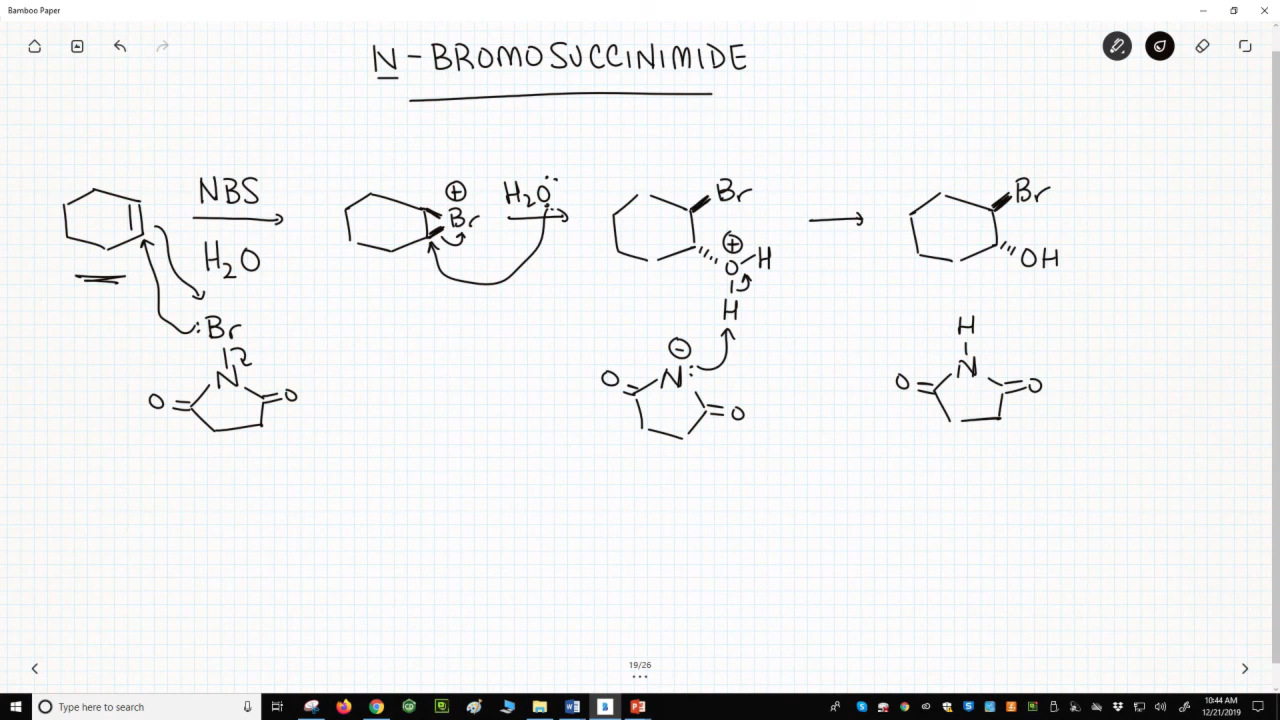 Bamboo Paper
N-BROMOSUCCINIMIDE
NBS
H2O
:Br
N
O
O
⊕
Br
H2O
Br
⊕
O H
H
⊖
N:
O
O
Br
OH
H
N
O
O
19/26
Type here to search
10:44 AM
12/21/2019